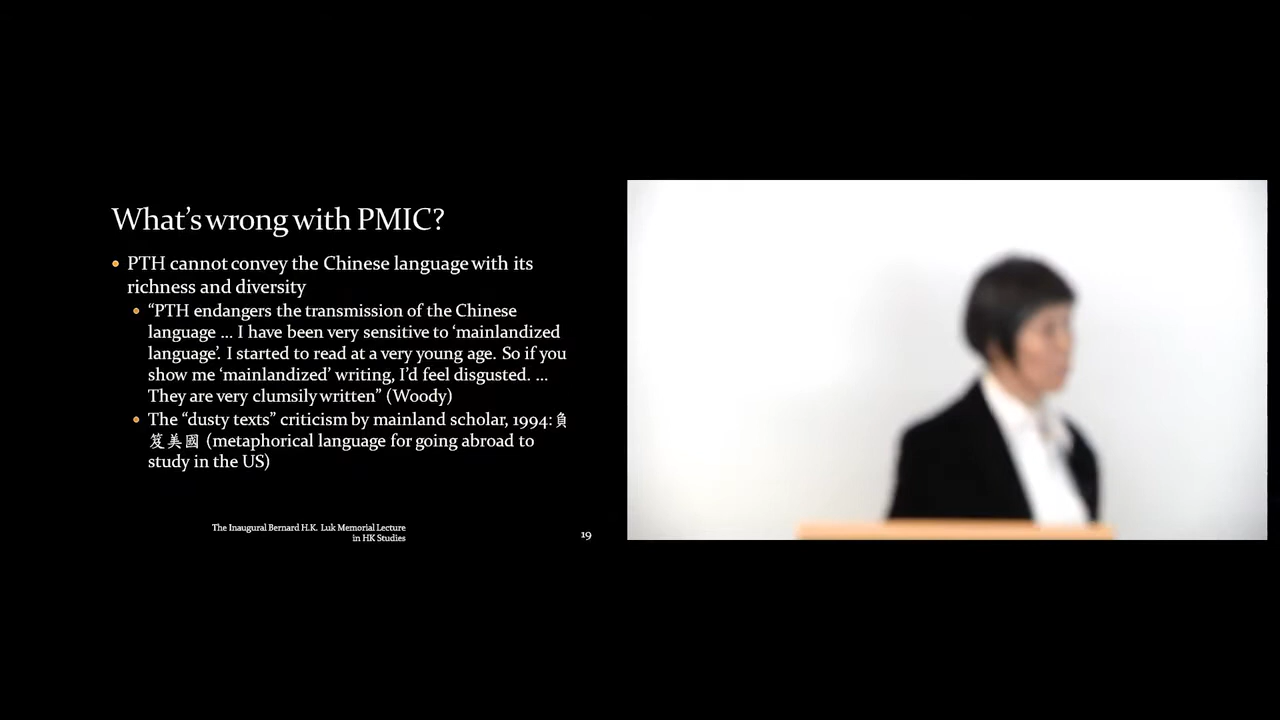 What's wrong with PMIC?
PTH cannot convey the Chinese language with its
richness and diversity
“PTH endangers the transmission of the Chinese
language ... I have been very sensitive to ‘mainlandized
language’. I started to read at a very young age. So if you
show me ‘mainlandized’ writing, I’d feel disgusted. ...
They are very clumsily written” (Woody)
The “dusty texts” criticism by mainland scholar, 1994: 負
笈美國 (metaphorical language for going abroad to
study in the US)
The Inaugural Bernard H.K. Luk Memorial Lecture
in HK Studies
19